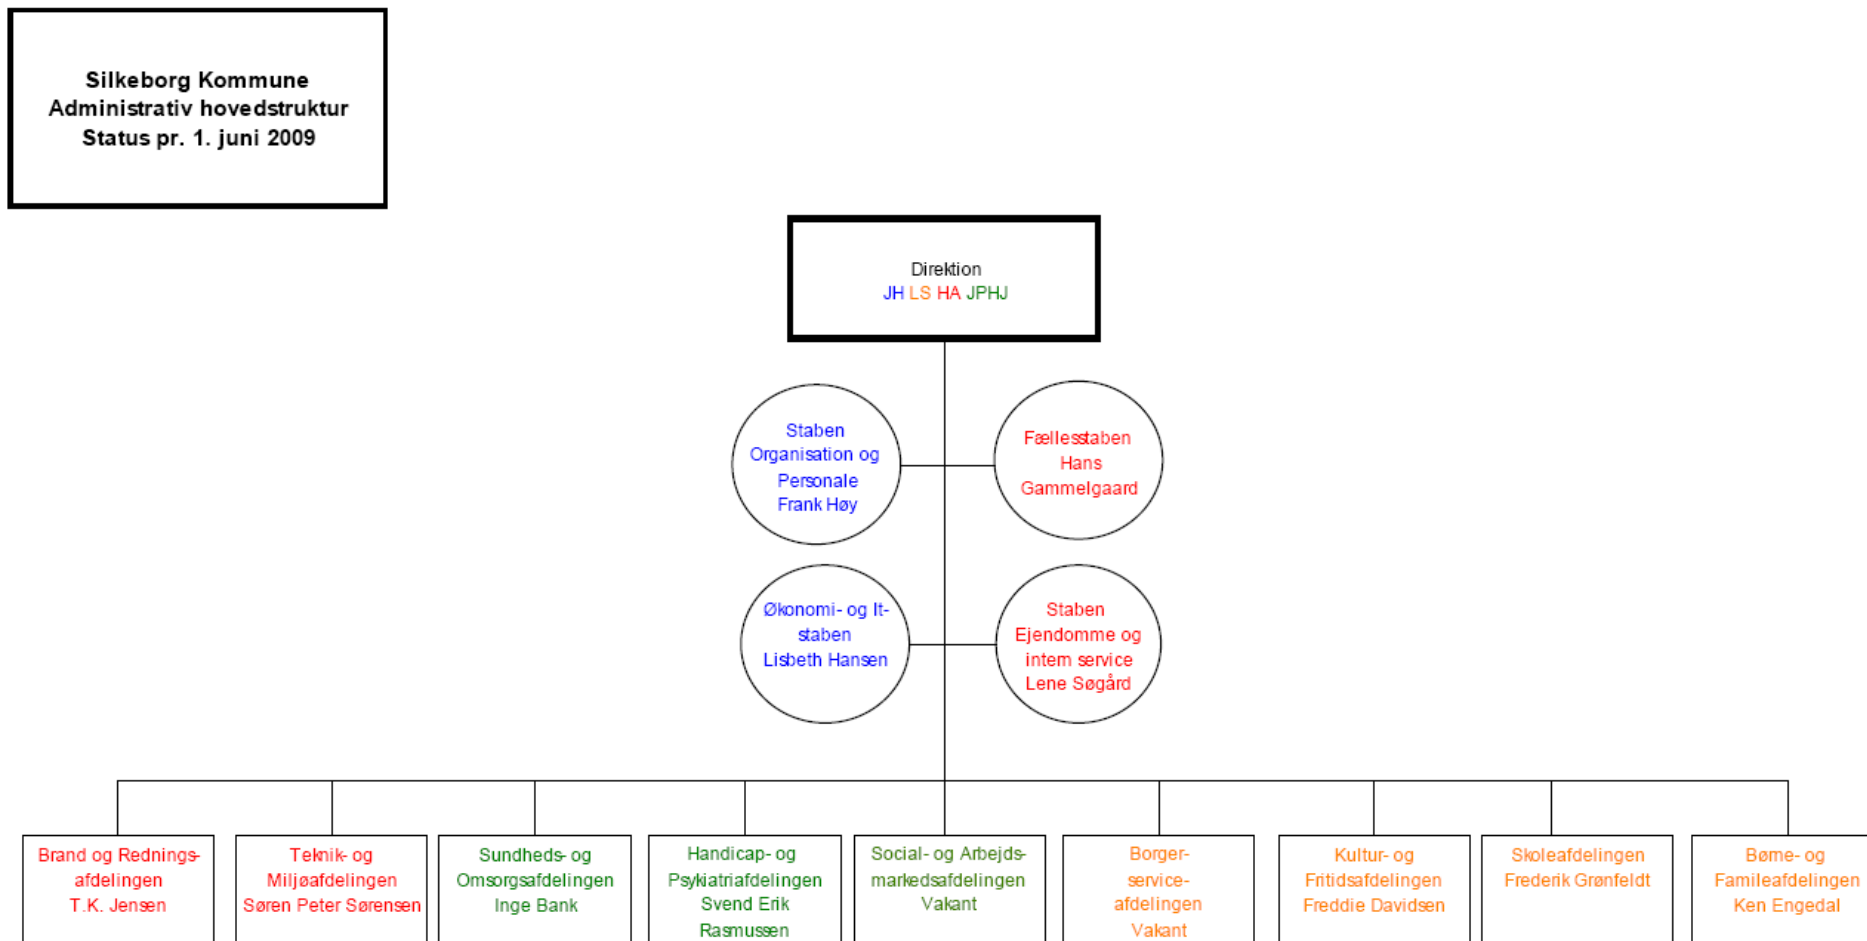 Silkeborg Kommune
Administrativ hovedstruktur
Status pr. 1. juni 2009
Direktion
JH LS HA JPHJ
Staben
Organisation og
Personale
Frank Høy
Fællesstaben
Hans
Gammelgaard
Økonomi- og It-
staben
Lisbeth Hansen
Staben
Ejendomme og
intern service
Lene Søgård
Brand og Rednings-
afdelingen
T.K. Jensen
Teknik- og
Miljøafdelingen
Søren Peter Sørensen
Sundheds- og
Omsorgsafdelingen
Inge Bank
Handicap- og
Psykiatriafdelingen
Svend Erik
Rasmussen
Social- og Arbejds-
markedsafdelingen
Vakant
Borger-
service-
afdelingen
Vakant
Kultur- og
Fritidsafdelingen
Freddie Davidsen
Skoleafdelingen
Frederik Grønfeldt
Børne- og
Famileafdelingen
Ken Engedal